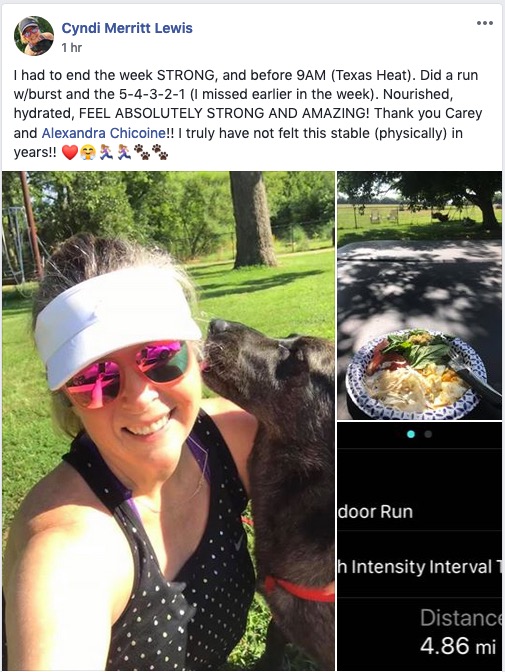 Cyndi Merritt Lewis
1 hr
I had to end the week STRONG, and before 9AM (Texas Heat). Did a run
w/burst and the 5-4-3-2-1 (I missed earlier in the week). Nourished,
hydrated, FEEL ABSOLUTELY STRONG AND AMAZING! Thank you Carey
and Alexandra Chicoine!! I truly have not felt this stable (physically) in
years!! ❤️🤗🏃🏼‍♀️🏃🏼‍♀️🐾🐾
door Run
h Intensity Interval T
Distance
4.86 mi